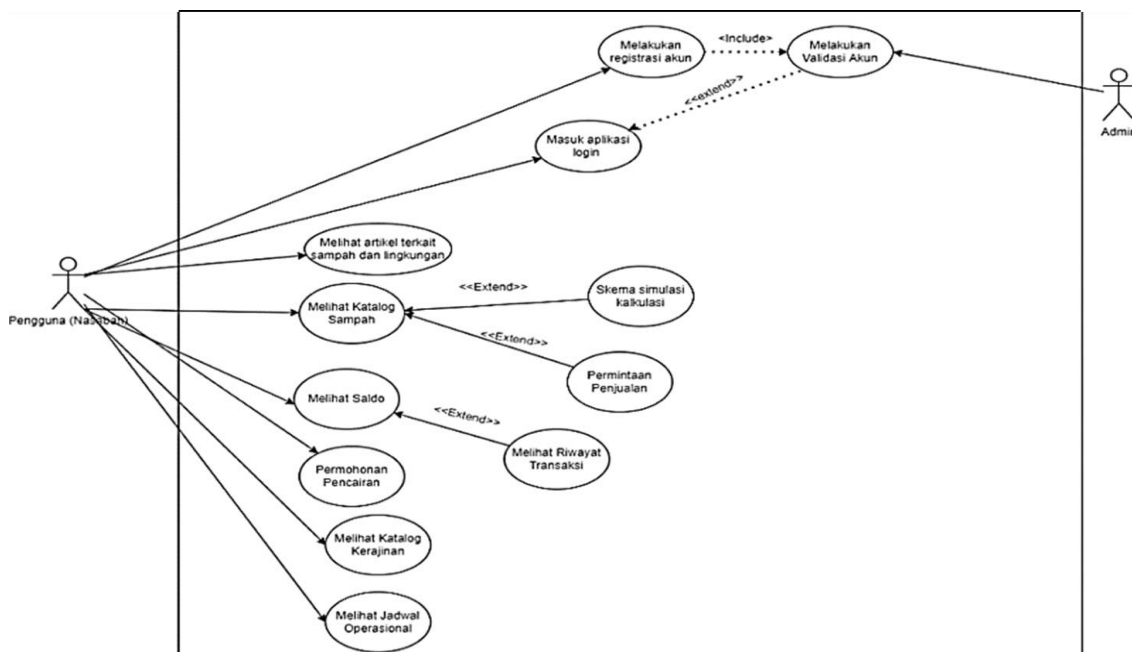 Melakukan
registrasi akun
<Include>
Melakukan
Validasi Akun
<<extend>>
Admin
Masuk aplikasi
login
Melihat artikel terkait
sampah dan lingkungan
Pengguna (Nasabah)
Melihat Katalog
Sampah
<<Extend>>
Skema simulasi
kalkulasi
<<Extend>>
Permintaan
Penjualan
Melihat Saldo
<<Extend>>
Melihat Riwayat
Transaksi
Permohonan
Pencairan
Melihat Katalog
Kerajinan
Melihat Jadwal
Operasional